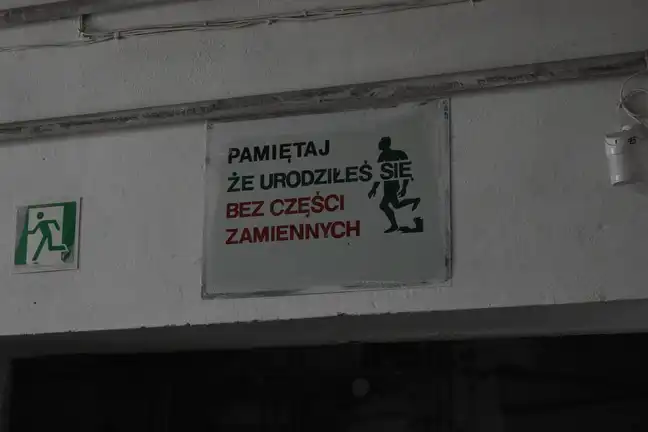 PAMIĘTAJ
ŻE URODZIŁEŚ SIĘ
BEZ CZĘŚCI
ZAMIENNYCH